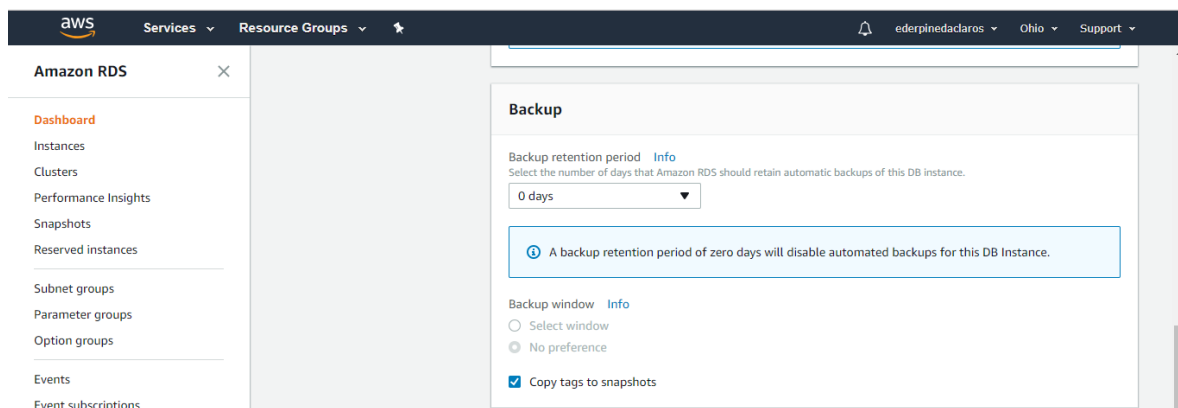 aws Services Resource Groups ederpinedaclaros Ohio Support
Amazon RDS
Dashboard
Instances
Clusters
Performance Insights
Snapshots
Reserved instances
Subnet groups
Parameter groups
Option groups
Events
Event subscriptions
Backup
Backup retention period Info
Select the number of days that Amazon RDS should retain automatic backups of this DB instance.
0 days
A backup retention period of zero days will disable automated backups for this DB Instance.
Backup window Info
Select window
No preference
Copy tags to snapshots